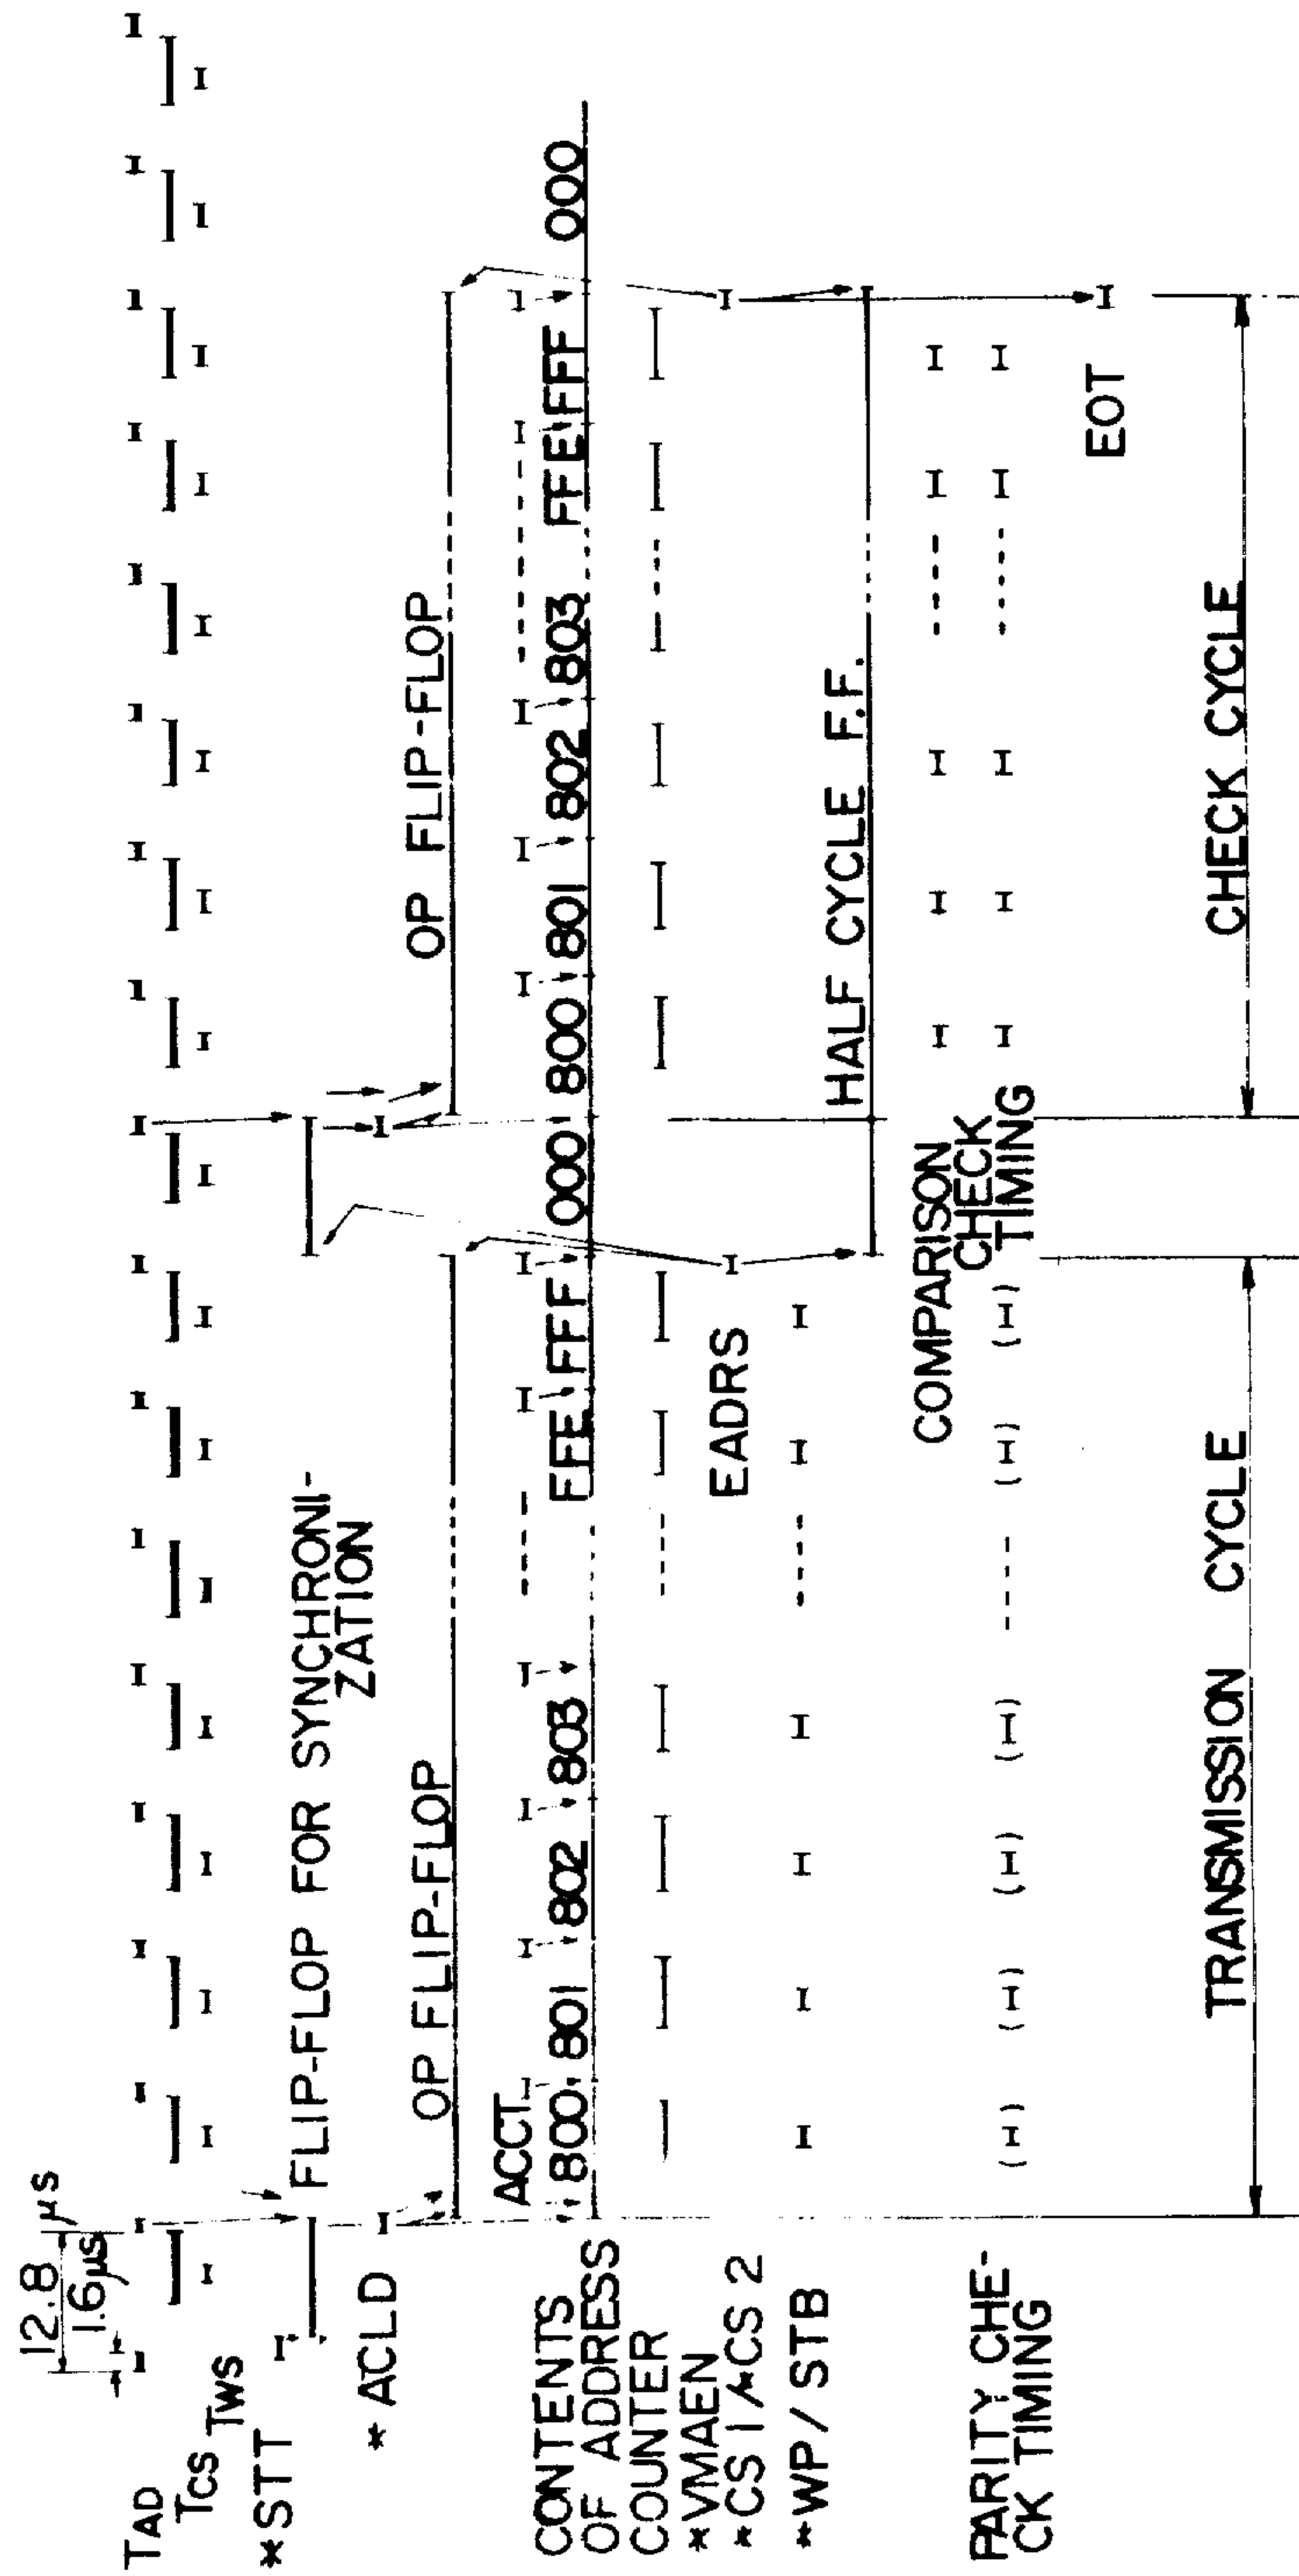 12.8 μs
1.6μs
TAD
TCS
TWS
*STT
FLIP-FLOP FOR SYNCHRONI-
ZATION
*ACLD
OP FLIP-FLOP
OP FLIP-FLOP
ACCT
CONTENTS
OF ADDRESS
COUNTER
800 801 802 803 FFE FFF 000 800 801 802 803 FFE FFF 000
*VMAEN
*CS 1/*CS 2
EADRS
*WP/STB
HALF CYCLE F.F.
COMPARISON
CHECK
TIMING
PARITY CHE-
CK TIMING
EOT
TRANSMISSION CYCLE
CHECK CYCLE